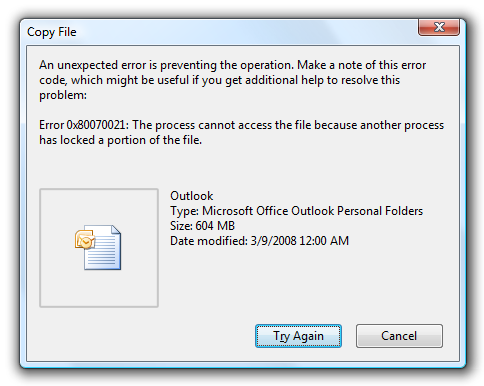 Copy File
An unexpected error is preventing the operation. Make a note of this error
code, which might be useful if you get additional help to resolve this
problem:
Error 0x80070021: The process cannot access the file because another process
has locked a portion of the file.
Outlook
Type: Microsoft Office Outlook Personal Folders
Size: 604 MB
Date modified: 3/9/2008 12:00 AM
Try Again
Cancel